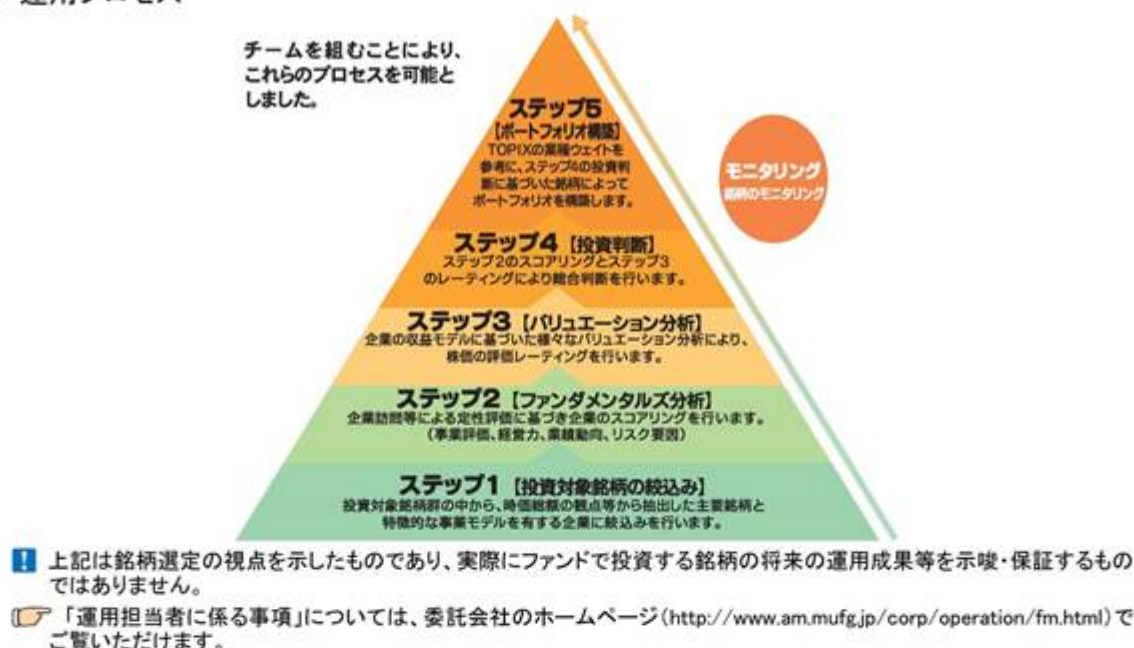 運用プロセス
チームを組むことにより、
これらのプロセスを可能と
しました。
ステップ5
【ポートフォリオ構築】
TOPIXの業種ウェイトを
参考に、ステップ4の投資判
断に基づいた銘柄によって
ポートフォリオを構築します。
モニタリング
銘柄のモニタリング
ステップ4【投資判断】
ステップ2のスコアリングとステップ3
のレーティングにより総合判断を行います。
ステップ3【バリュエーション分析】
企業の収益モデルに基づいた様々なバリュエーション分析により、
株価の評価レーティングを行います。
ステップ2【ファンダメンタルズ分析】
企業訪問等による定性評価に基づき企業のスコアリングを行います。
（事業評価、経営力、業績動向、リスク要因）
ステップ1【投資対象銘柄の絞込み】
投資対象銘柄群の中から、時価総額の観点等から抽出した主要銘柄と
特徴的な事業モデルを有する企業に絞込みを行います。
! 上記は銘柄選定の視点を示したものであり、実際にファンドで投資する銘柄の将来の運用成果等を示唆・保証するもの
ではありません。
「運用担当者に係る事項」については、委託会社のホームページ（http://www.am.mufg.jp/corp/operation/fm.html）で
ご覧いただけます。